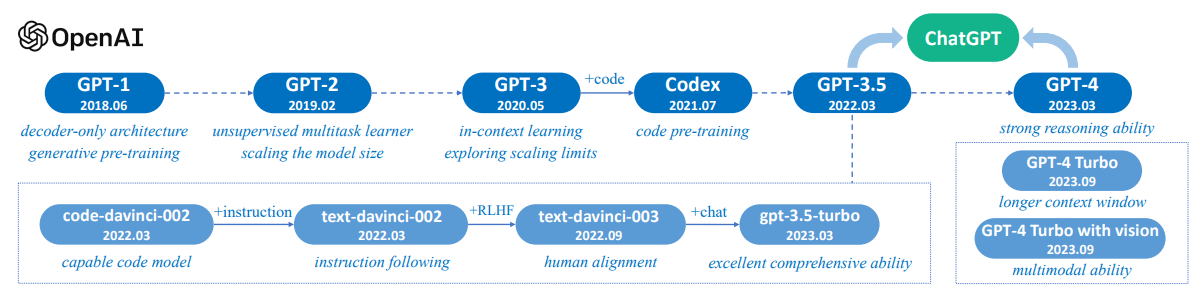 OpenAI
ChatGPT
GPT-1
2018.06
GPT-2
2019.02
GPT-3
2020.05
+code
Codex
2021.07
GPT-3.5
2022.03
GPT-4
2023.03
decoder-only architecture
generative pre-training
unsupervised multitask learner
scaling the model size
in-context learning
exploring scaling limits
code pre-training
strong reasoning ability
GPT-4 Turbo
2023.09
longer context window
GPT-4 Turbo with vision
2023.09
multimodal ability
code-davinci-002
2022.03
+instruction
text-davinci-002
2022.03
+RLHF
text-davinci-003
2022.09
+chat
gpt-3.5-turbo
2023.03
capable code model
instruction following
human alignment
excellent comprehensive ability